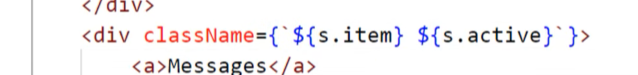 </div>
<div className={`${s.item} ${s.active}`}>
<a>Messages</a>